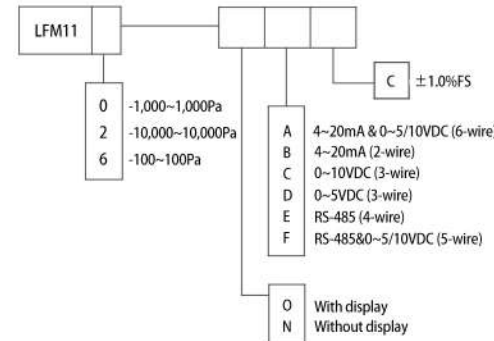 LFM11
C ±1.0%FS
0 -1,000~1,000Pa
2 -10,000~10,000Pa
6 -100~100Pa
A 4~20mA & 0~5/10VDC (6-wire)
B 4~20mA (2-wire)
C 0~10VDC (3-wire)
D 0~5VDC (3-wire)
E RS-485 (4-wire)
F RS-485&0~5/10VDC (5-wire)
O With display
N Without display